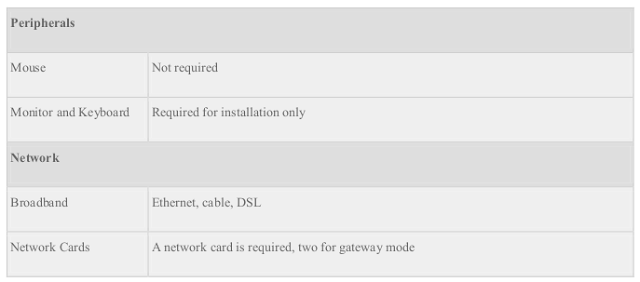 Peripherals
Mouse Not required
Monitor and Keyboard Required for installation only
Network
Broadband Ethernet, cable, DSL
Network Cards A network card is required, two for gateway mode